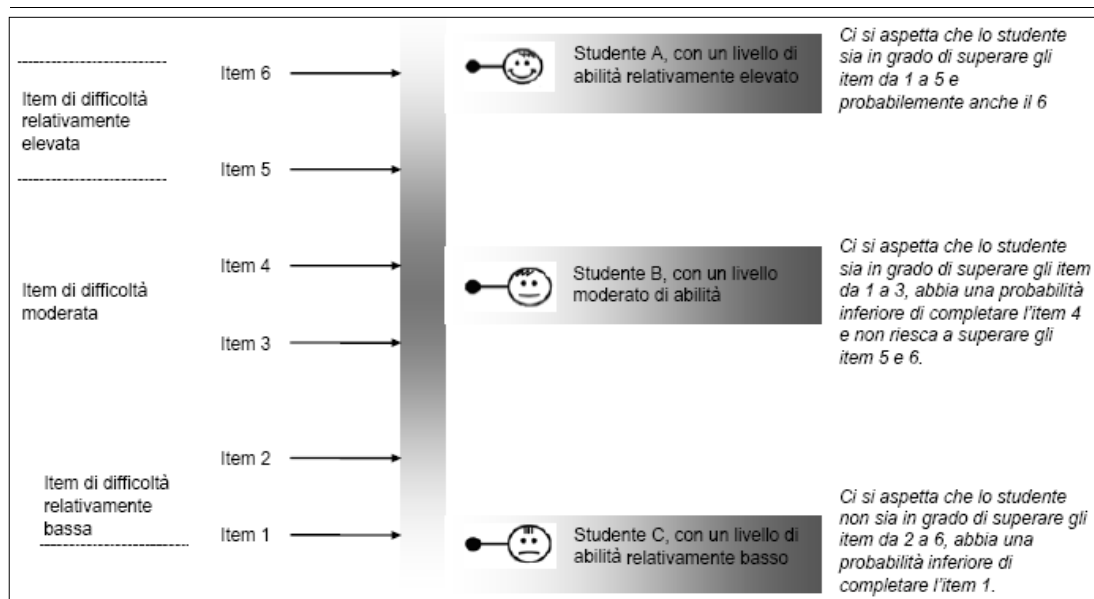 Item di difficoltà
relativamente
elevata
Item di difficoltà
moderata
Item di difficoltà
relativamente
bassa
Item 6
Item 5
Item 4
Item 3
Item 2
Item 1
Studente A, con un livello di
abilità relativamente elevato
Ci si aspetta che lo studente
sia in grado di superare gli
item da 1 a 5 e
probabilemente anche il 6
Studente B, con un livello
moderato di abilità
Ci si aspetta che lo studente
sia in grado di superare gli item
da 1 a 3, abbia una probabilità
inferiore di completare l'item 4
e non riesca a superare gli
item 5 e 6.
Studente C, con un livello di
abilità relativamente basso
Ci si aspetta che lo studente
non sia in grado di superare gli
item da 2 a 6, abbia una
probabilità inferiore di
completare l'item 1.